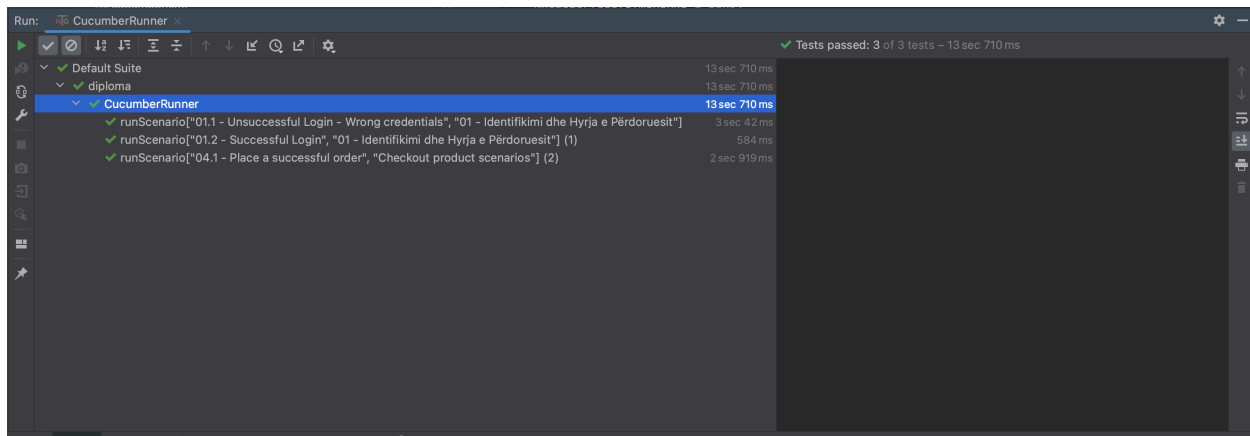 Run: CucumberRunner
Tests passed: 3 of 3 tests – 13 sec 710 ms
Default Suite 13 sec 710 ms
diploma 13 sec 710 ms
CucumberRunner 13 sec 710 ms
runScenario["01.1 - Unsuccessful Login - Wrong credentials", "01 - Identifikimi dhe Hyrja e Përdoruesit"] 3 sec 42 ms
runScenario["01.2 - Successful Login", "01 - Identifikimi dhe Hyrja e Përdoruesit"] (1) 584 ms
runScenario["04.1 - Place a successful order", "Checkout product scenarios"] (2) 2 sec 919 ms